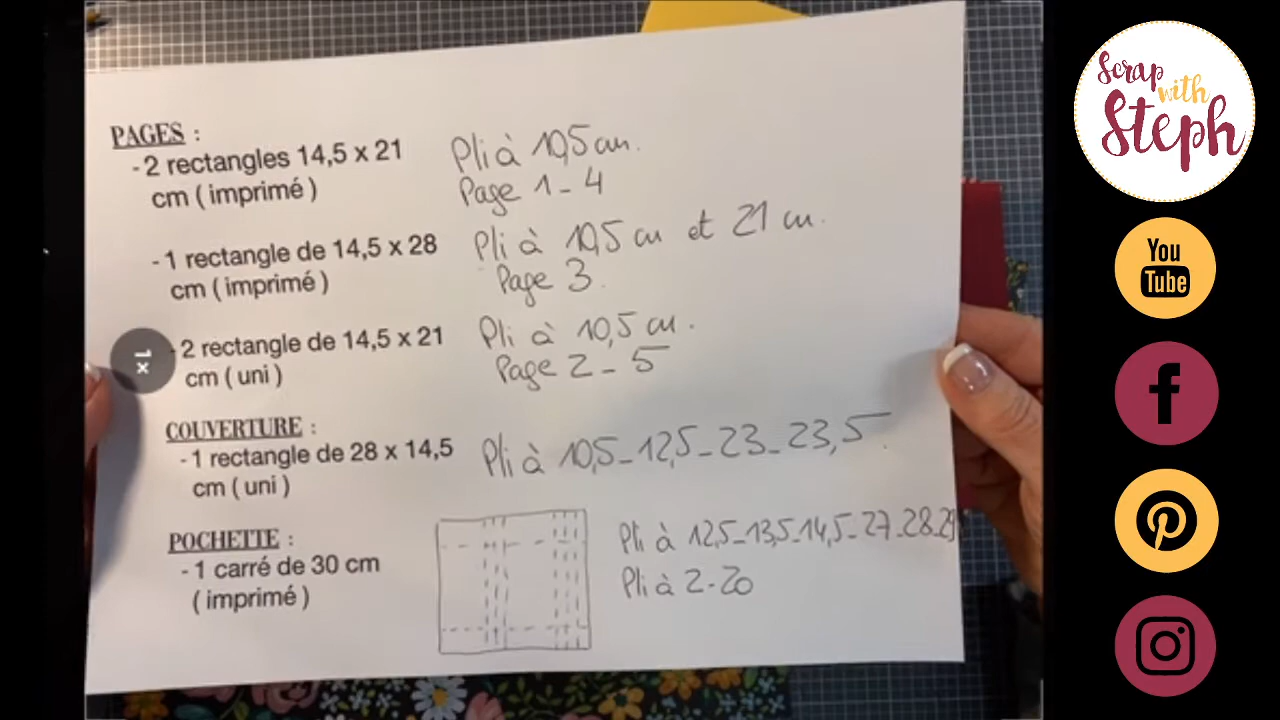 PAGES :
- 2 rectangles 14,5 x 21 Pli à 10,5 cm.
cm ( imprimé ) Page 1 - 4
- 1 rectangle de 14,5 x 28 Pli à 10,5 cm et 21 cm.
cm ( imprimé ) Page 3.
- 2 rectangle de 14,5 x 21 Pli à 10,5 cm.
cm ( uni ) Page 2 - 5
1x
COUVERTURE :
- 1 rectangle de 28 x 14,5 Pli à 10,5 - 12,5 - 23 - 23,5.
cm ( uni )
POCHETTE :
- 1 carré de 30 cm Pli à 12,5 - 13,5 - 14,5 - 27 - 28 - 29
( imprimé ) Pli à 2 - 20
Scrap
with
Steph
You
Tube